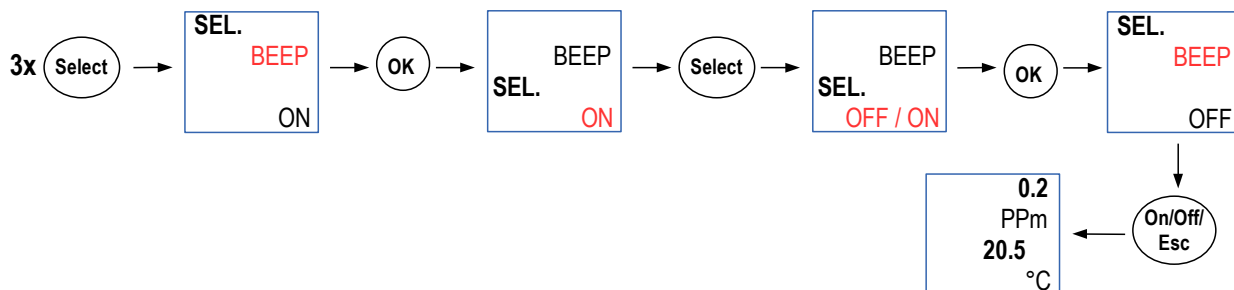 3x
Select
SEL.
BEEP
ON
OK
BEEP
SEL.
ON
Select
BEEP
SEL.
OFF / ON
OK
SEL.
BEEP
OFF
On/Off/
Esc
0.2
PPm
20.5
°C